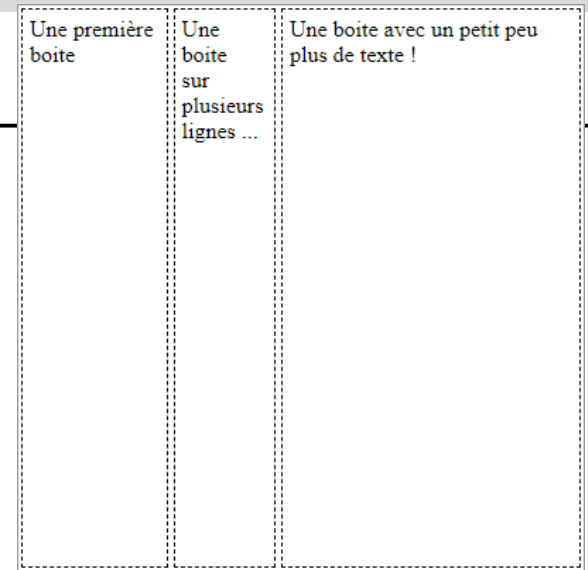 Une première
boite
Une
boite
sur
plusieurs
lignes ...
Une boite avec un petit peu
plus de texte !